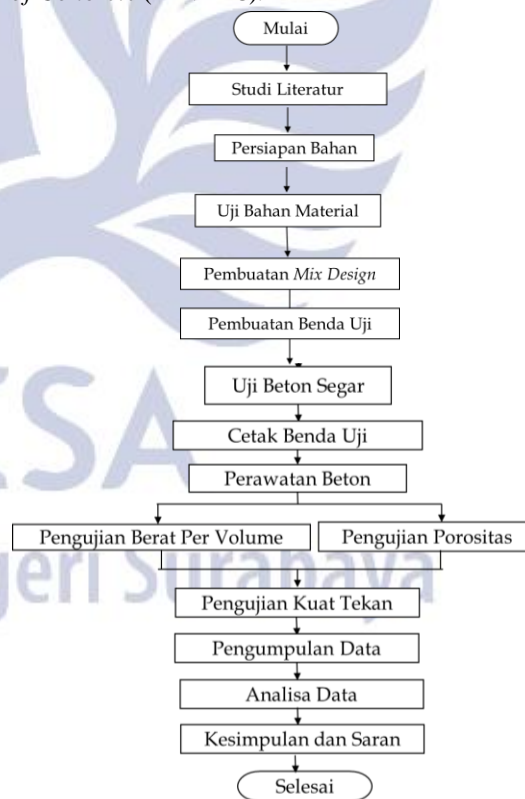 Mulai
Studi Literatur
Persiapan Bahan
Uji Bahan Material
Pembuatan Mix Design
Pembuatan Benda Uji
Uji Beton Segar
Cetak Benda Uji
Perawatan Beton
Pengujian Berat Per Volume
Pengujian Porositas
Pengujian Kuat Tekan
Pengumpulan Data
Analisa Data
Kesimpulan dan Saran
Selesai